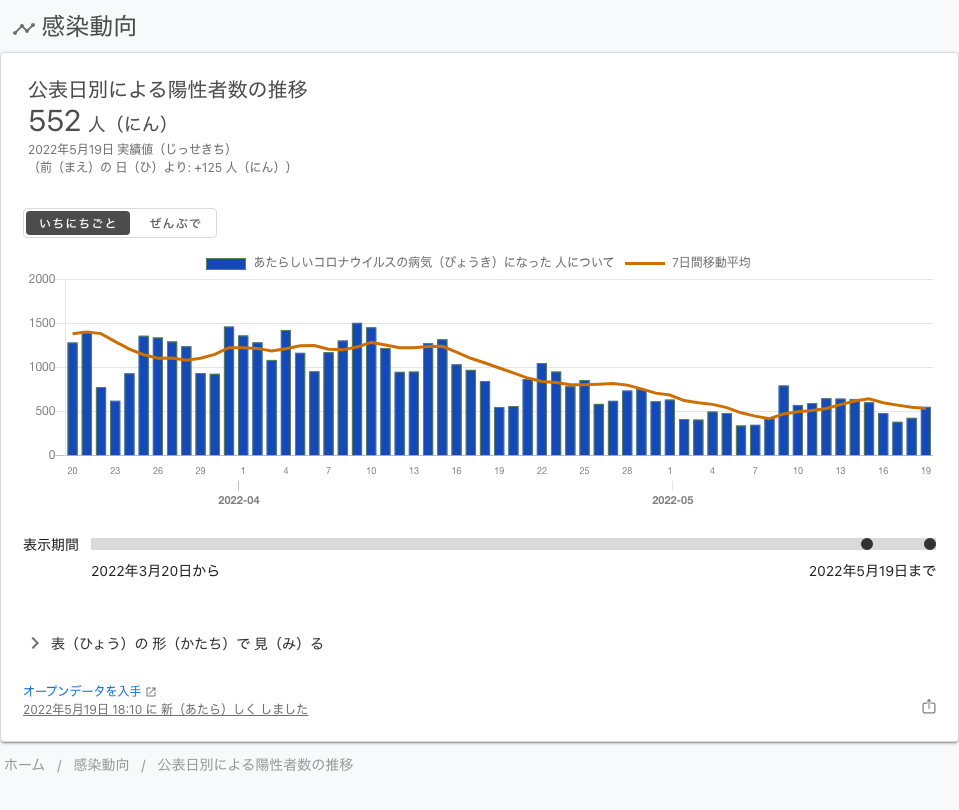 感染動向
公表日別による陽性者数の推移
552 人（にん）
2022年5月19日 実績値（じっせきち）
（前（まえ）の 日（ひ）より: +125 人（にん））
いちにちごと ぜんぶで
あたらしいコロナウイルスの病気（びょうき）になった 人について 7日間移動平均
2000
1500
1000
500
0
20 23 26 29 1 4 7 10 13 16 19 22 25 28 1 4 7 10 13 16 19
2022-04 2022-05
表示期間
2022年3月20日から 2022年5月19日まで
表（ひょう）の 形（かたち）で 見（み）る
オープンデータを入手
2022年5月19日 18:10 に 新（あたら）しく しました
ホーム / 感染動向 / 公表日別による陽性者数の推移